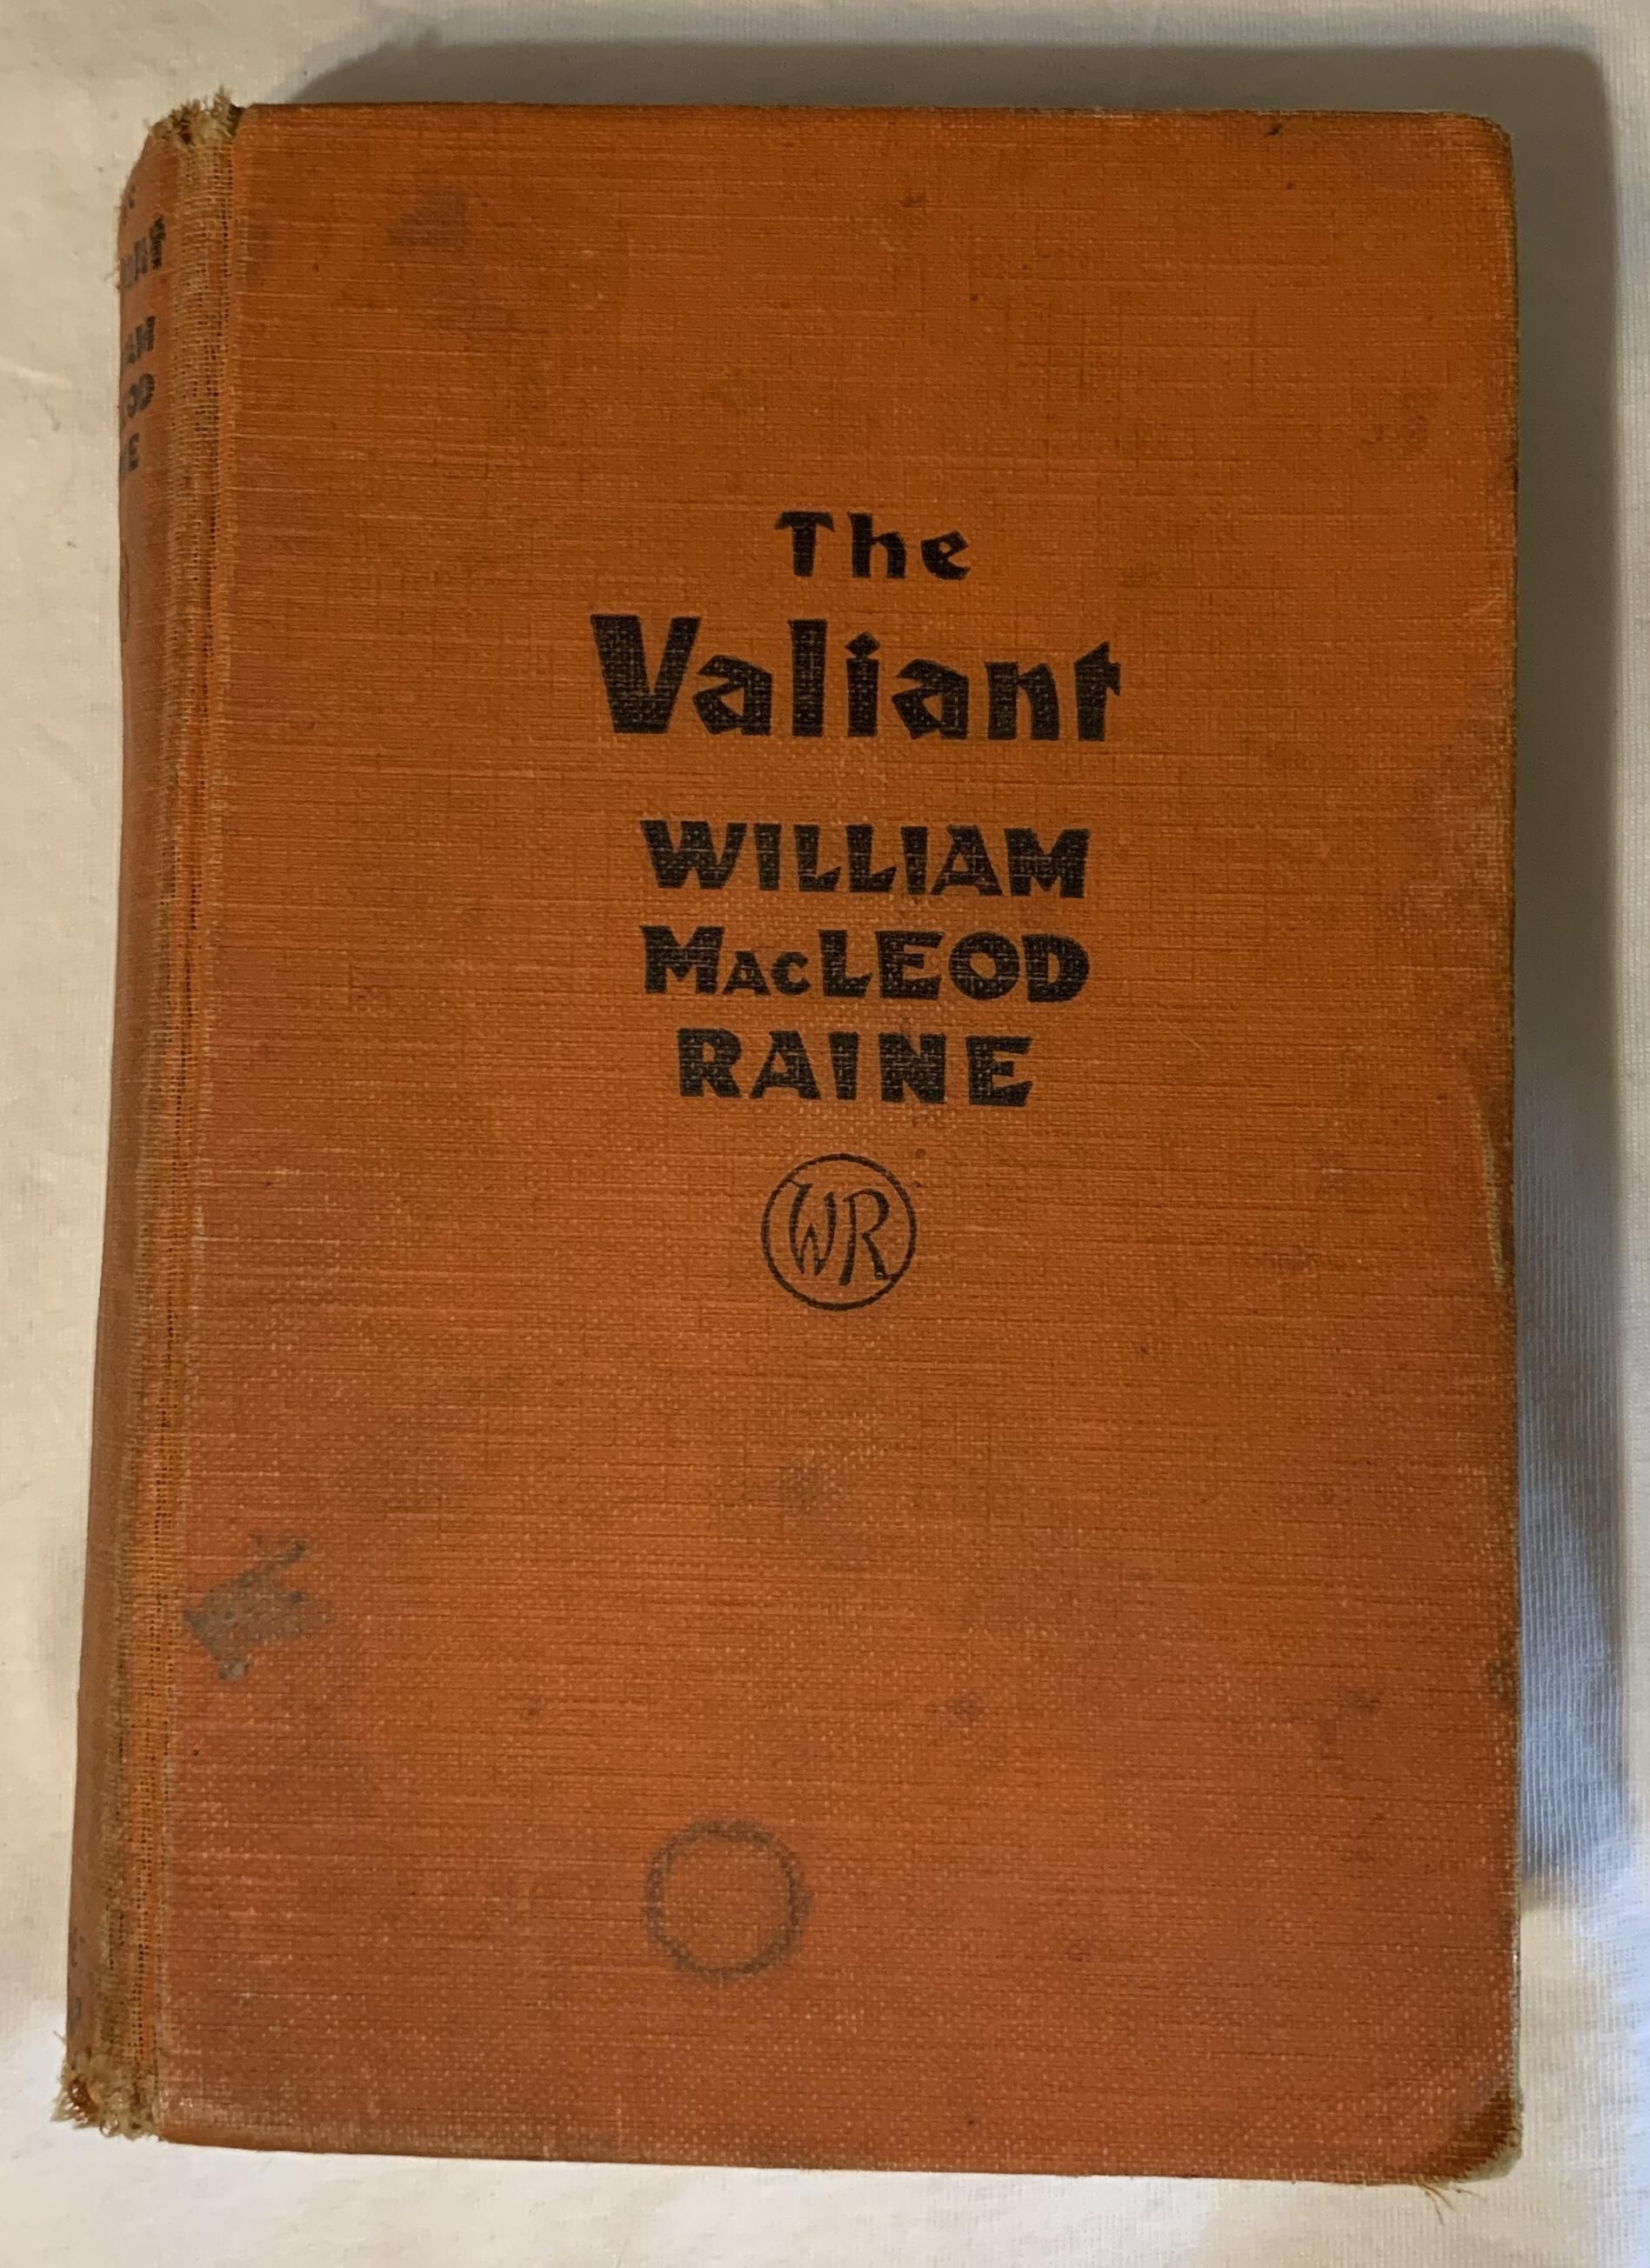 The
Valiant
WILLIAM
MacLEOD
RAINE
WR